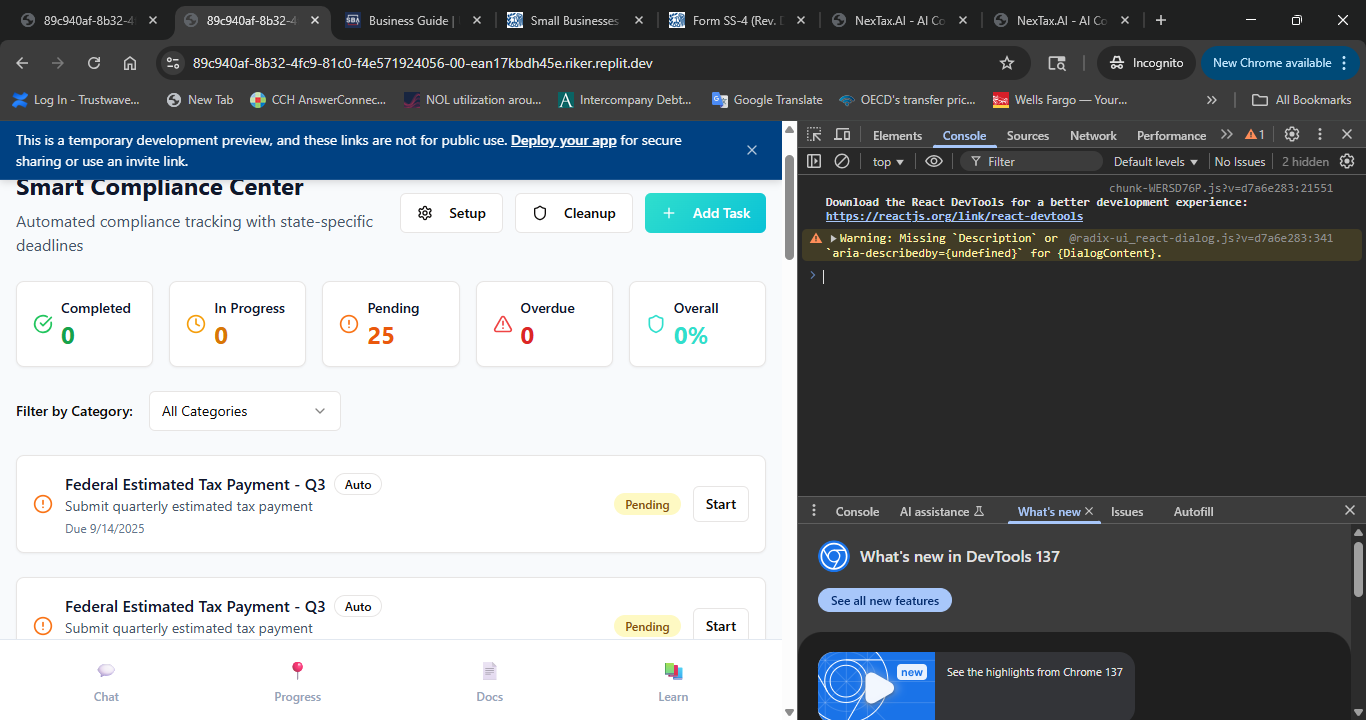 89c940af-8b32-4
89c940af-8b32-4
Business Guide |
Small Businesses
Form SS-4 (Rev. D
NexTax.AI - AI Co
NexTax.AI - AI Co
89c940af-8b32-4fc9-81c0-f4e571924056-00-ean17kbdh45e.riker.replit.dev
Incognito
New Chrome available
Log In - Trustwave...
New Tab
CCH AnswerConnec...
NOL utilization arou...
Intercompany Debt...
Google Translate
OECD's transfer pric...
Wells Fargo — Your...
All Bookmarks
This is a temporary development preview, and these links are not for public use. Deploy your app for secure
sharing or use an invite link.
Smart Compliance Center
Automated compliance tracking with state-specific
deadlines
Setup
Cleanup
+ Add Task
Completed
0
In Progress
0
Pending
25
Overdue
0
Overall
0%
Filter by Category:
All Categories
Federal Estimated Tax Payment - Q3
Auto
Submit quarterly estimated tax payment
Due 9/14/2025
Pending
Start
Federal Estimated Tax Payment - Q3
Auto
Submit quarterly estimated tax payment
Pending
Start
Chat
Progress
Docs
Learn
Elements
Console
Sources
Network
Performance
1
top
Filter
Default levels
No Issues
2 hidden
chunk-WERSD76P.js?v=d7a6e283:21551
Download the React DevTools for a better development experience:
https://reactjs.org/link/react-devtools
Warning: Missing `Description` or @radix-ui_react-dialog.js?v=d7a6e283:341
`aria-describedby={undefined}` for {DialogContent}.
Console
AI assistance
What's new
Issues
Autofill
What's new in DevTools 137
See all new features
new
See the highlights from Chrome 137